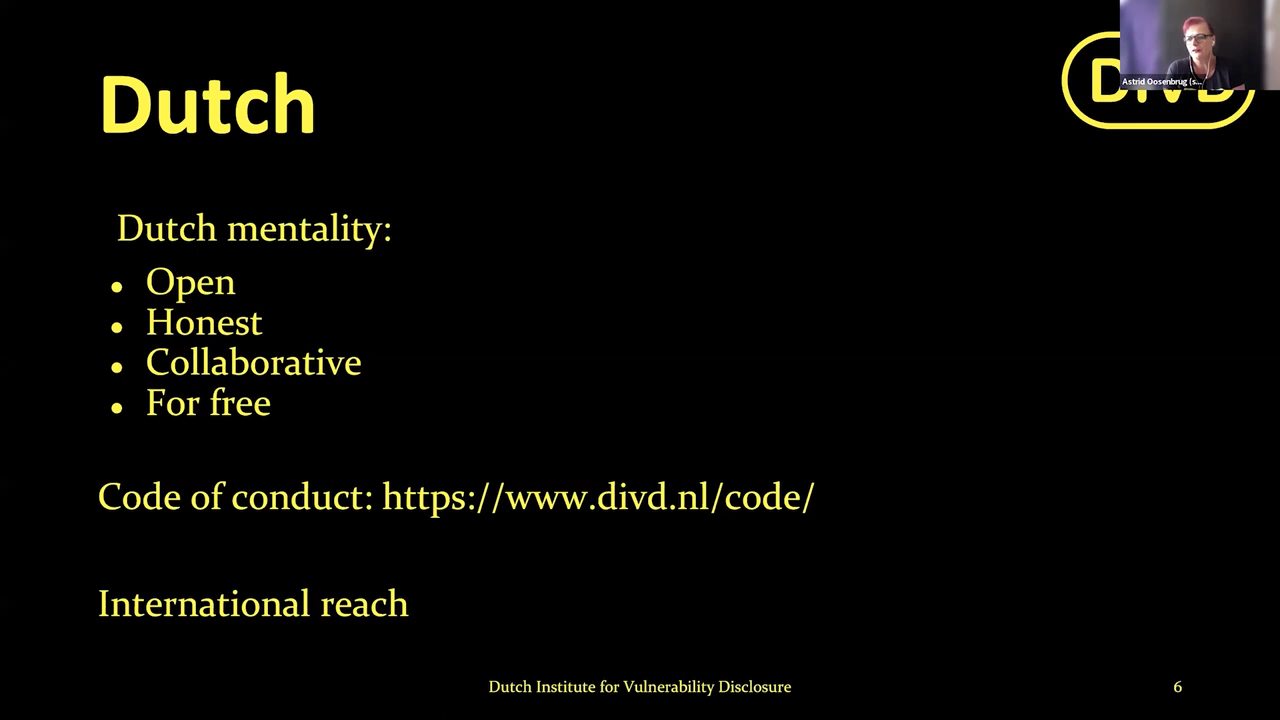 Dutch
Astrid Oosenbrug (s...
Dutch mentality:
• Open
• Honest
• Collaborative
• For free
Code of conduct: https://www.divd.nl/code/
International reach
Dutch Institute for Vulnerability Disclosure
6